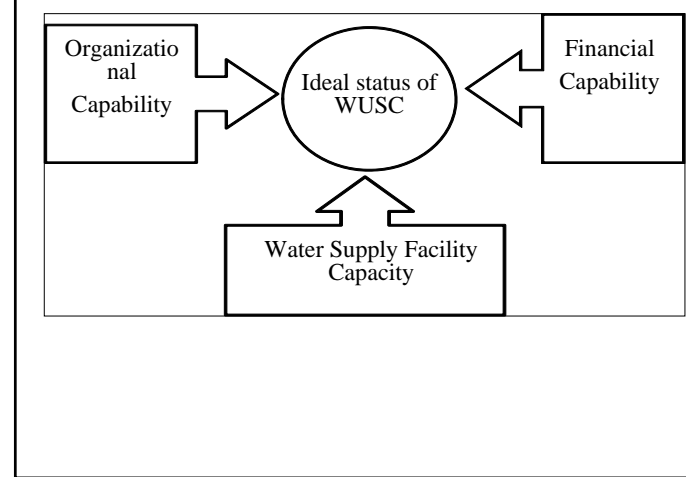 Organizatio
nal
Capability
Ideal status of
WUSC
Financial
Capability
Water Supply Facility
Capacity